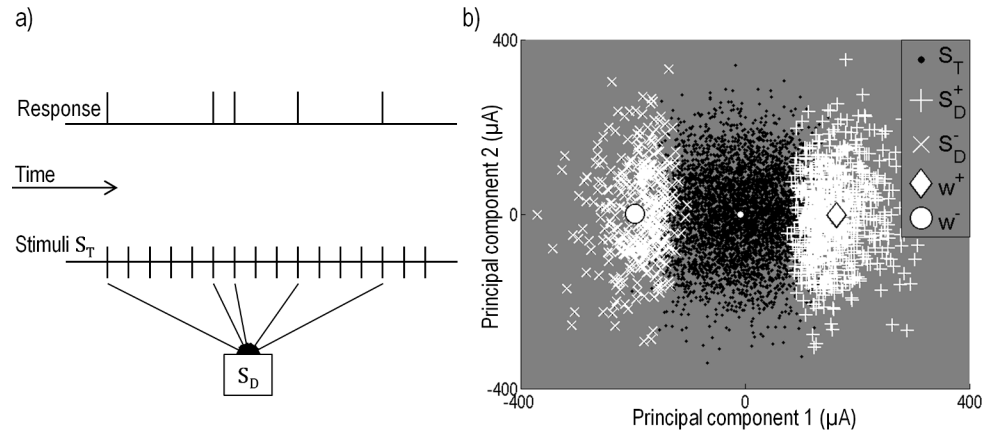 a)
Response
Time
Stimuli S_T
S_D
b)
400
0
-400
-400
0
400
Principal component 2 (µA)
Principal component 1 (µA)
S_T
S_D^+
S_D^-
w^+
w^-